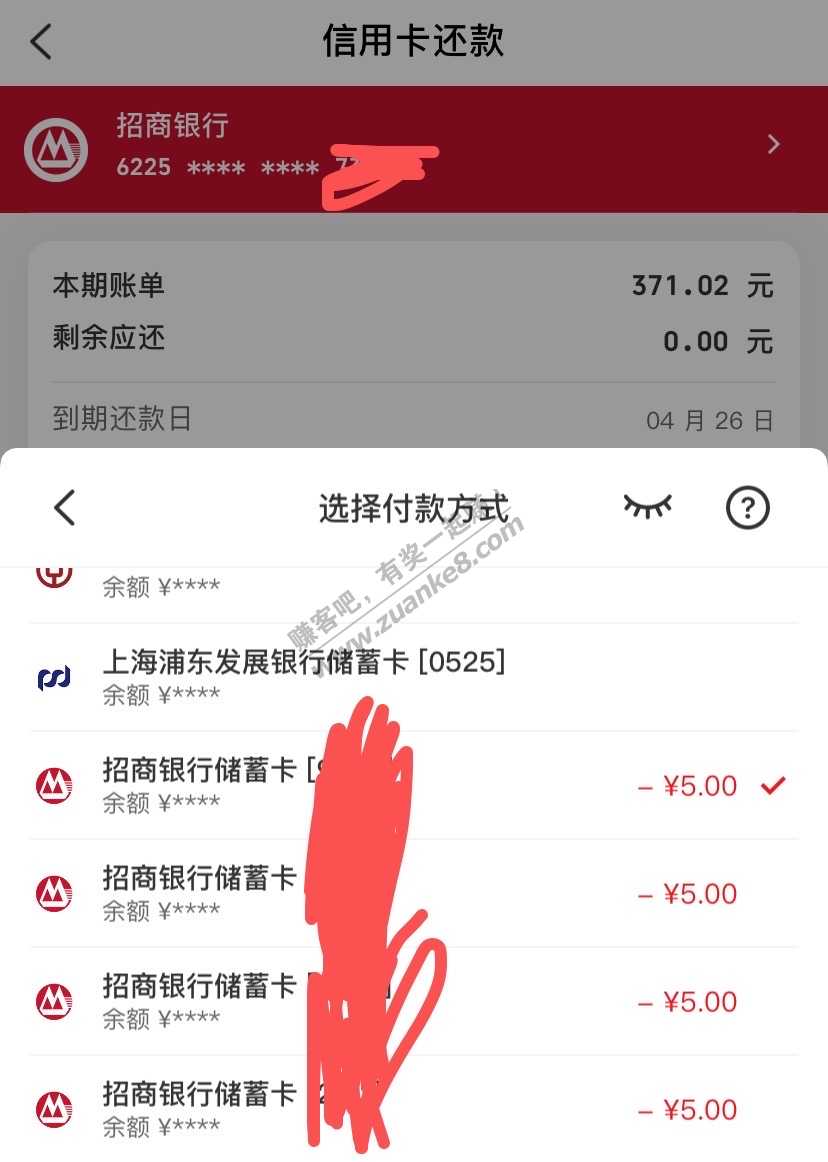 信用卡还款
招商银行
6225 **** **** 7
本期账单 371.02 元
剩余应还 0.00 元
到期还款日 04 月 26 日
选择付款方式
余额 ¥****
上海浦东发展银行储蓄卡 [0525]
余额 ¥****
招商银行储蓄卡 [
余额 ¥****
- ¥5.00
招商银行储蓄卡
余额 ¥****
- ¥5.00
招商银行储蓄卡
余额 ¥****
- ¥5.00
招商银行储蓄卡
余额 ¥****
- ¥5.00
赚客吧，有奖一起赚！
www.zuanke8.com